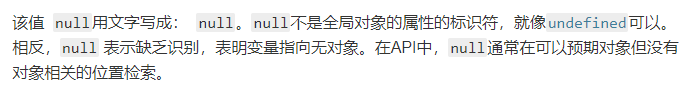 该值 null用文字写成： null。null不是全局对象的属性的标识符，就像undefined可以。
相反，null 表示缺乏识别，表明变量指向无对象。在API中，null通常在可以预期对象但没有
对象相关的位置检索。